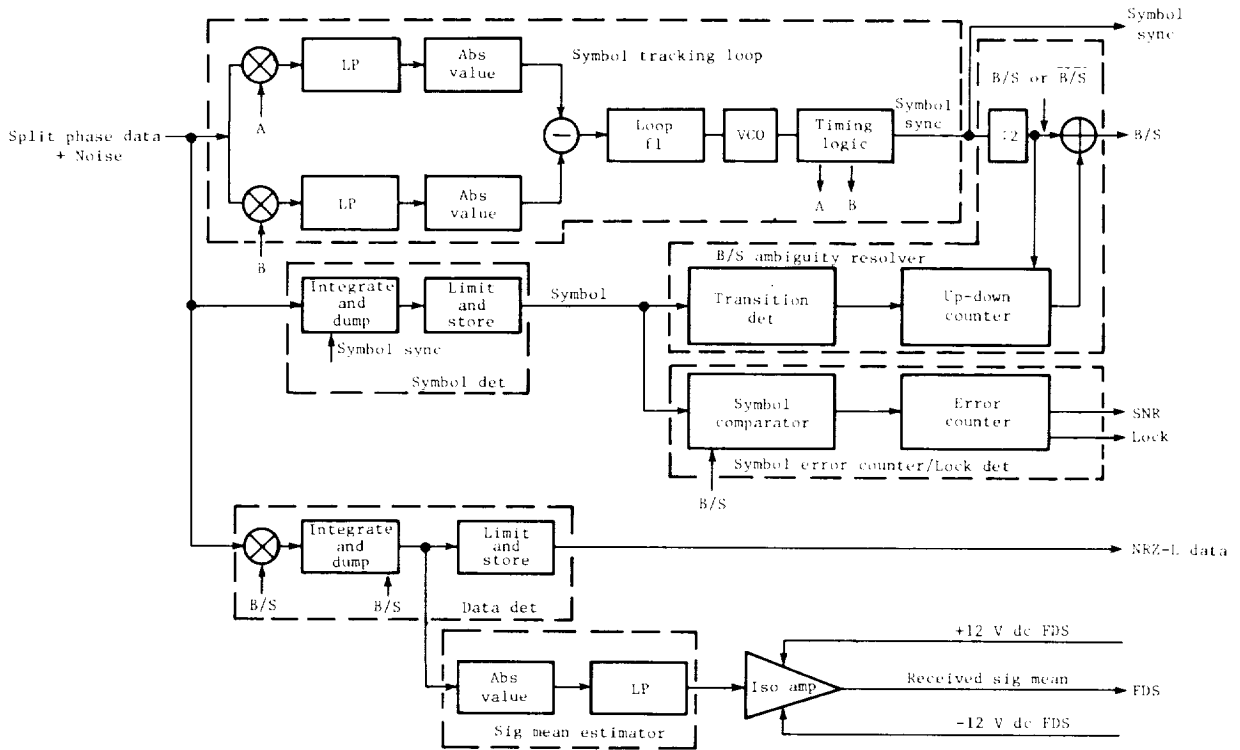 Symbol
sync
LP
Abs
value
Symbol tracking loop
B/S or B/S
A
Split phase data
+ Noise
Loop
fl
VCO
Timing
logic
Symbol
sync
:2
B/S
LP
Abs
value
A B
B
B/S ambiguity resolver
Integrate
and
dump
Limit
and
store
Symbol
Transition
det
Up-down
counter
Symbol sync
Symbol det
Symbol
comparator
Error
counter
SNR
Lock
Symbol error counter/Lock det
B/S
Integrate
and
dump
Limit
and
store
NRZ-L data
B/S
B/S
Data det
+12 V dc FDS
Abs
value
LP
Iso amp
Received sig mean
FDS
Sig mean estimator
-12 V dc FDS